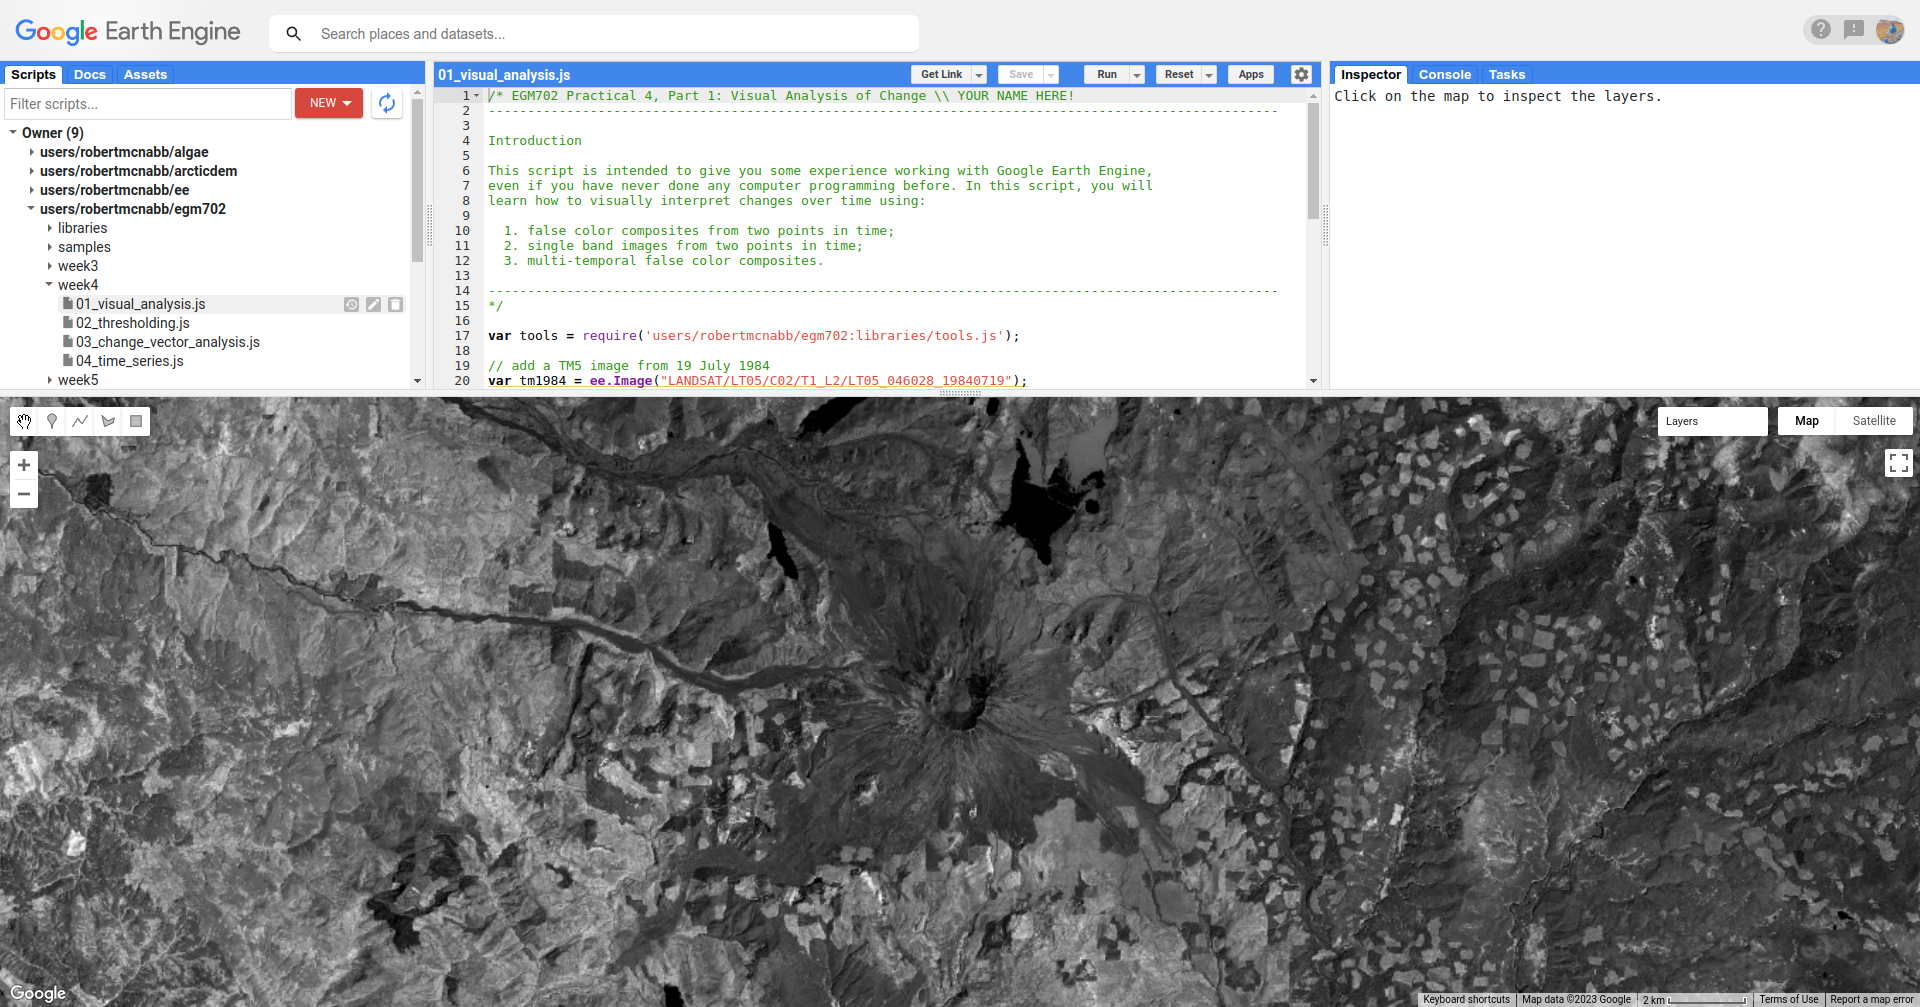 Google Earth Engine
Search places and datasets...
Scripts Docs Assets
Filter scripts...
NEW
Owner (9)
users/robertmcnabb/algae
users/robertmcnabb/arcticdem
users/robertmcnabb/ee
users/robertmcnabb/egm702
libraries
samples
week3
week4
01_visual_analysis.js
02_thresholding.js
03_change_vector_analysis.js
04_time_series.js
week5
01_visual_analysis.js
Get Link Save Run Reset Apps
1 /* EGM702 Practical 4, Part 1: Visual Analysis of Change \\ YOUR NAME HERE!
2 -----------------------------------------------------------------------------------------------------
3
4 Introduction
5
6 This script is intended to give you some experience working with Google Earth Engine,
7 even if you have never done any computer programming before. In this script, you will
8 learn how to visually interpret changes over time using:
9
10 1. false color composites from two points in time;
11 2. single band images from two points in time;
12 3. multi-temporal false color composites.
13
14 -----------------------------------------------------------------------------------------------------
15 */
16
17 var tools = require('users/robertmcnabb/egm702:libraries/tools.js');
18
19 // add a TM5 image from 19 July 1984
20 var tm1984 = ee.Image("LANDSAT/LT05/C02/T1_L2/LT05_046028_19840719");
Inspector Console Tasks
Click on the map to inspect the layers.
Layers
Map Satellite
Google
Keyboard shortcuts Map data ©2023 Google 2 km Terms of Use Report a map error